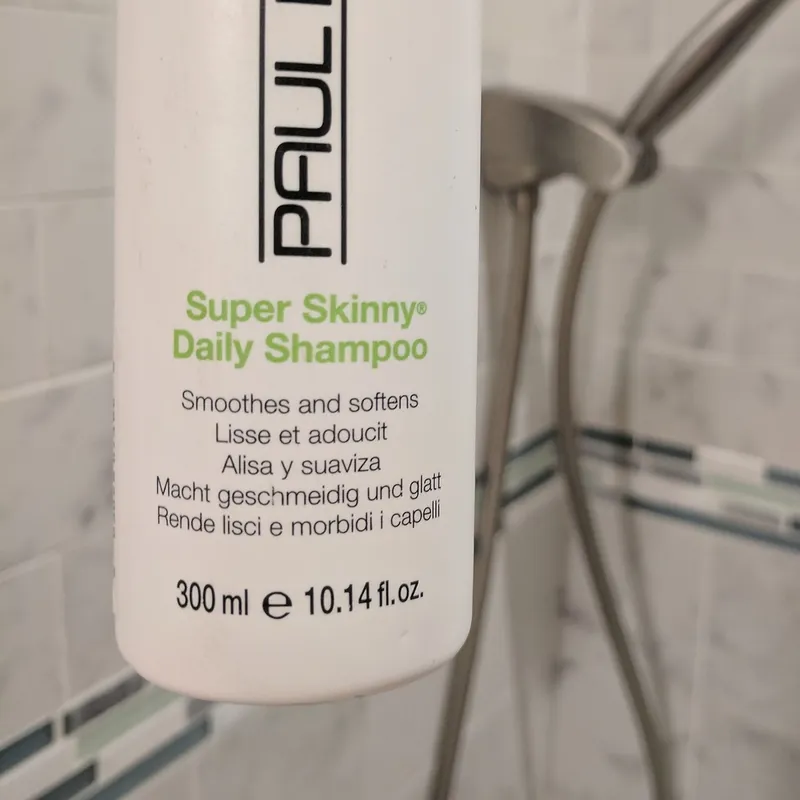 PAUL
Super Skinny®
Daily Shampoo
Smoothes and softens
Lisse et adoucit
Alisa y suaviza
Macht geschmeidig und glatt
Rende lisci e morbidi i capelli
300 ml e 10.14 fl.oz.